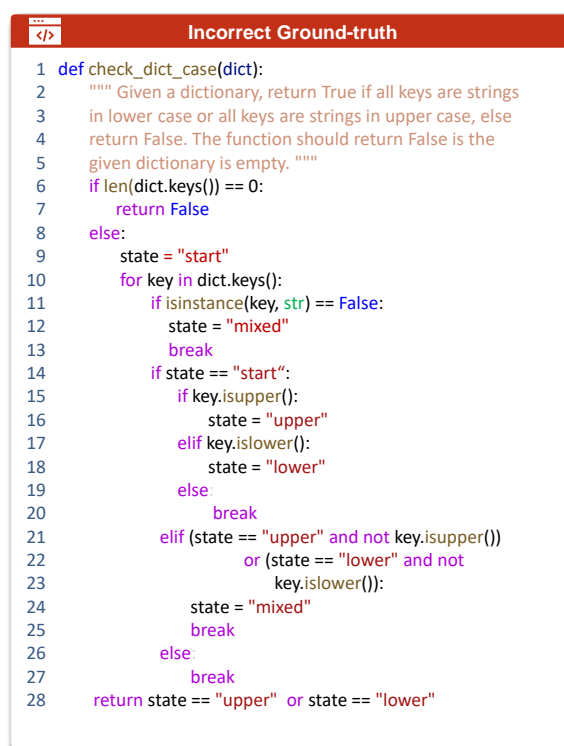 </>
Incorrect Ground-truth
1 def check_dict_case(dict):
2 """ Given a dictionary, return True if all keys are strings
3 in lower case or all keys are strings in upper case, else
4 return False. The function should return False is the
5 given dictionary is empty. """
6 if len(dict.keys()) == 0:
7 return False
8 else:
9 state = "start"
10 for key in dict.keys():
11 if isinstance(key, str) == False:
12 state = "mixed"
13 break
14 if state == "start“:
15 if key.isupper():
16 state = "upper"
17 elif key.islower():
18 state = "lower"
19 else:
20 break
21 elif (state == "upper" and not key.isupper())
22 or (state == "lower" and not
23 key.islower()):
24 state = "mixed"
25 break
26 else:
27 break
28 return state == "upper" or state == "lower"